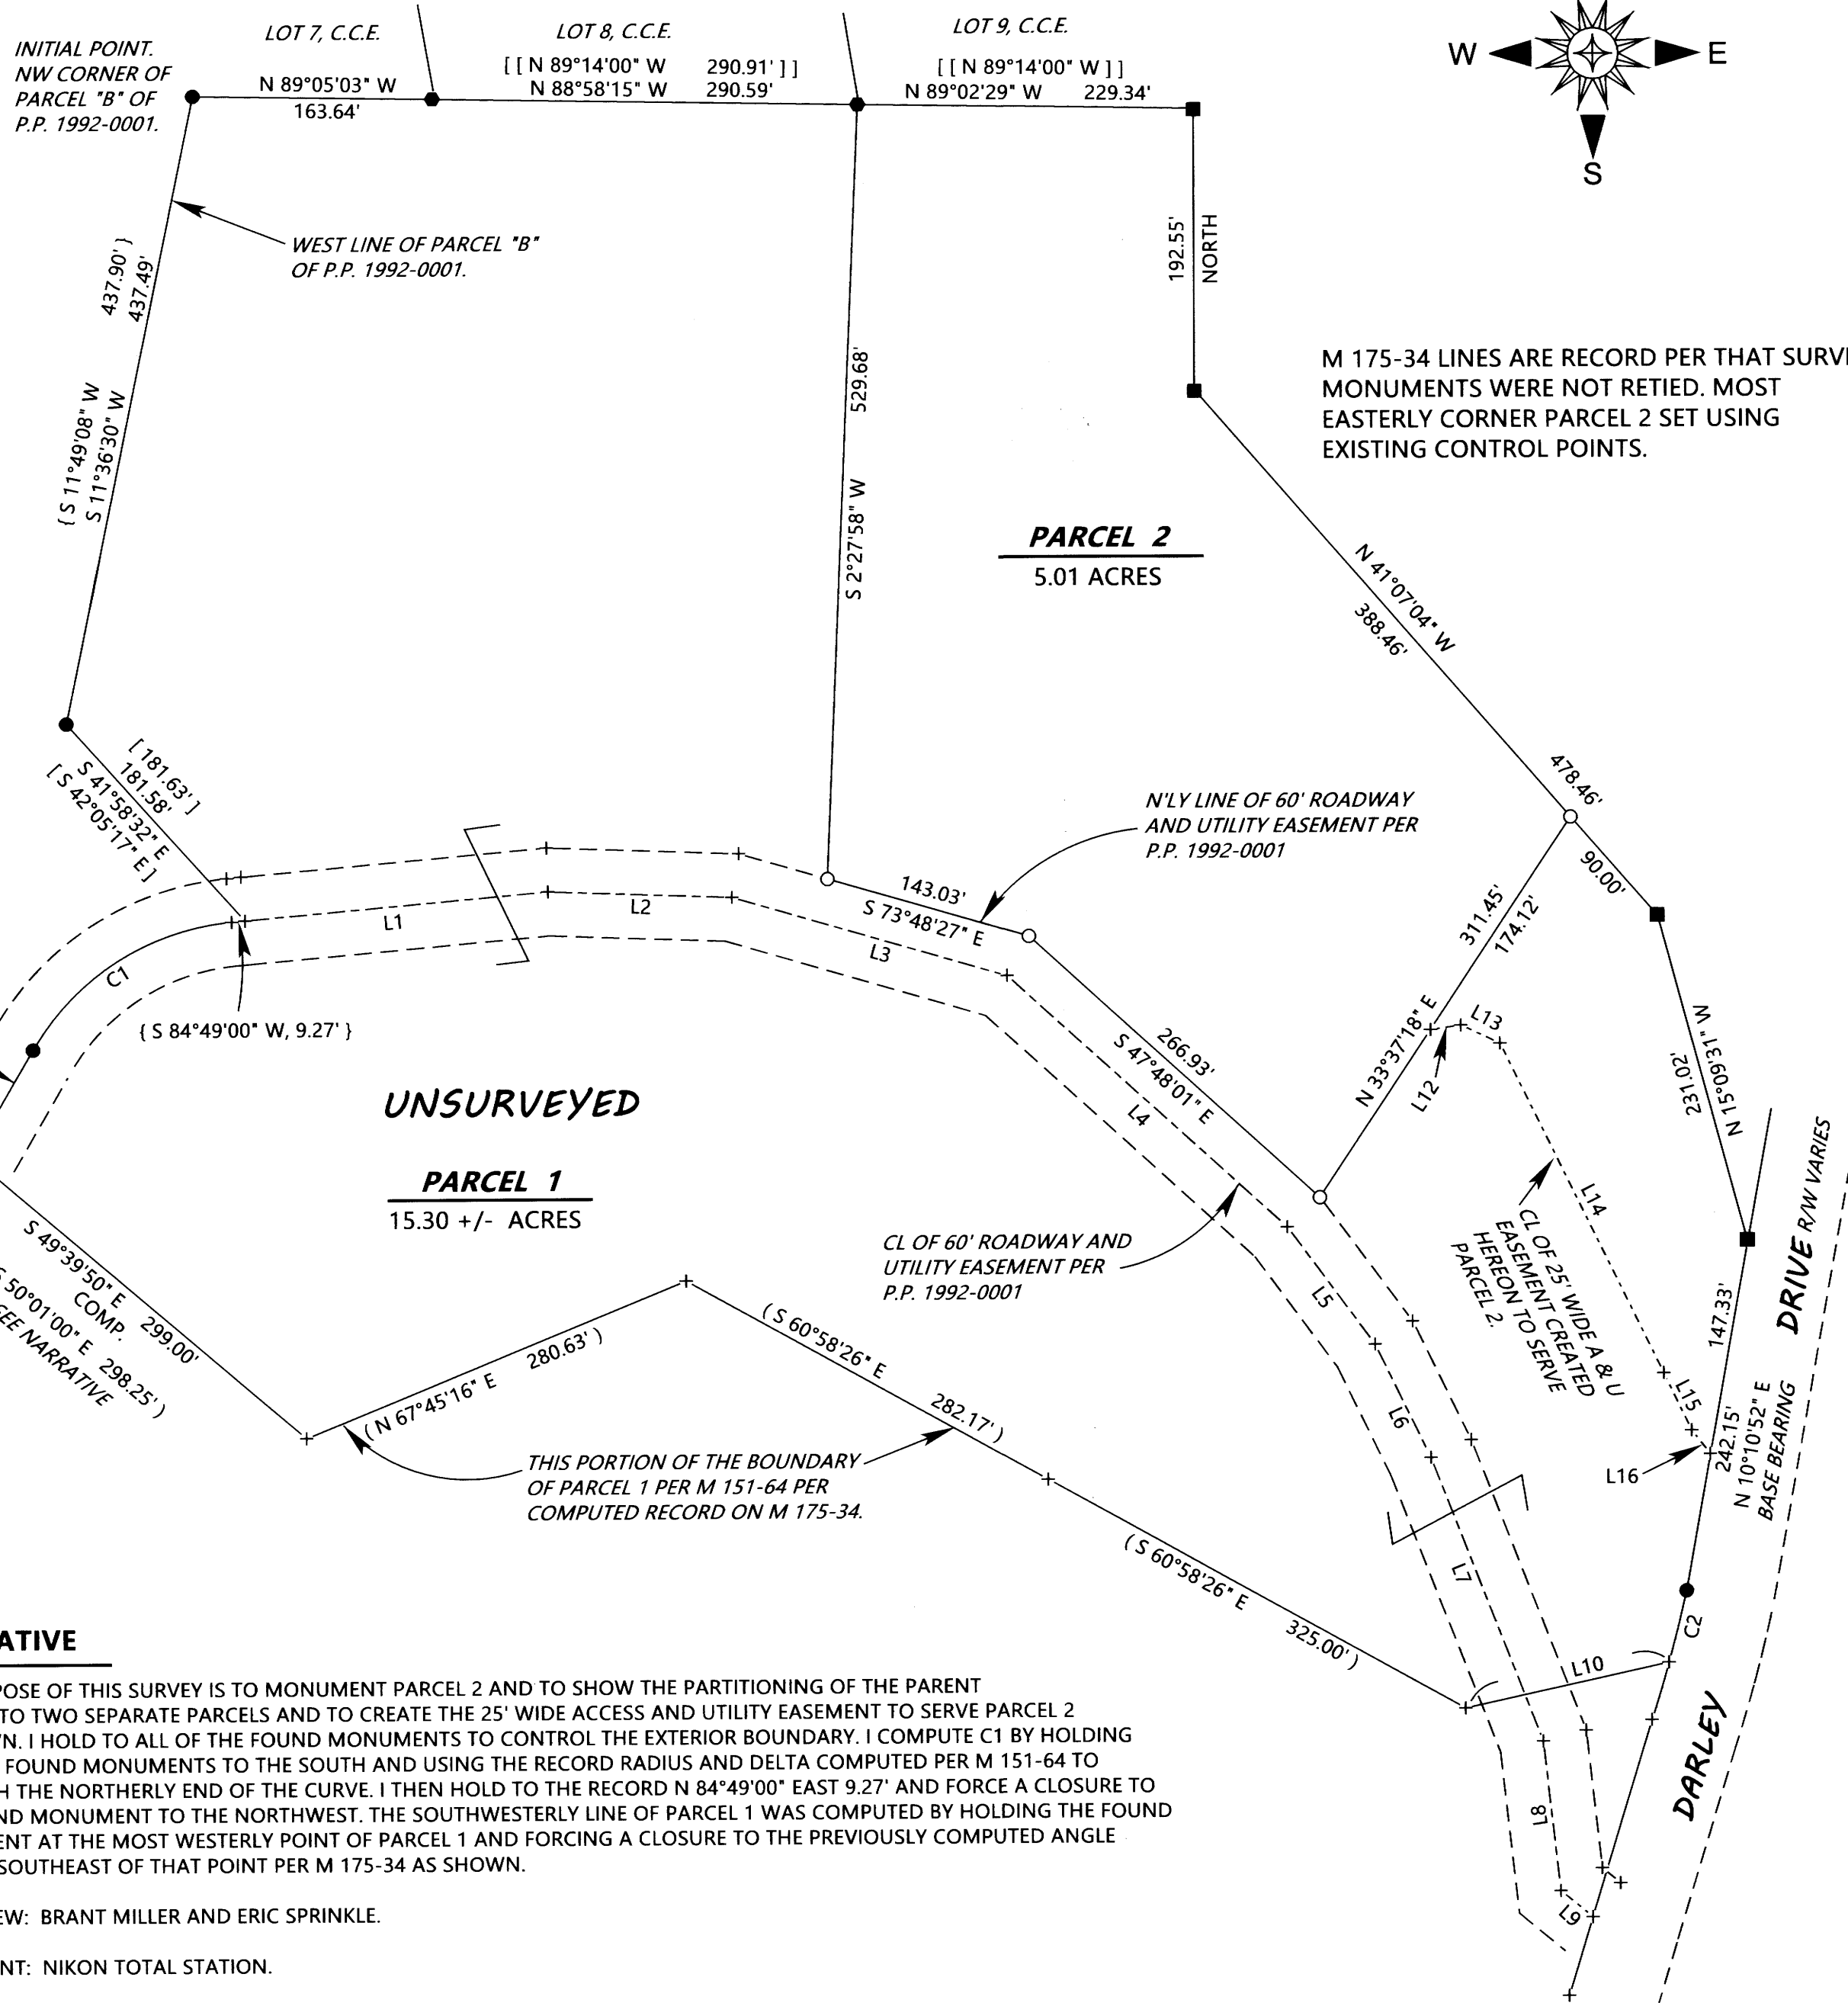 INITIAL POINT.
NW CORNER OF
PARCEL "B" OF
P.P. 1992-0001.
LOT 7, C.C.E.
N 89°05'03" W
163.64'
LOT 8, C.C.E.
[ [ N 89°14'00" W 290.91' ] ]
N 88°58'15" W 290.59'
LOT 9, C.C.E.
[ [ N 89°14'00" W ] ]
N 89°02'29" W 229.34'
W
E
S
WEST LINE OF PARCEL "B"
OF P.P. 1992-0001.
{ S 11°49'08" W 437.90' }
S 11°36'30" W 437.49'
S 2°27'58" W 529.68'
192.55'
NORTH
M 175-34 LINES ARE RECORD PER THAT SURV
MONUMENTS WERE NOT RETIED. MOST
EASTERLY CORNER PARCEL 2 SET USING
EXISTING CONTROL POINTS.
PARCEL 2
5.01 ACRES
N 41°07'04" W
388.46'
478.46'
90.00'
[ 181.63' ]
181.58'
S 41°58'32" E
[ S 42°05'17" E ]
N'LY LINE OF 60' ROADWAY
AND UTILITY EASEMENT PER
P.P. 1992-0001
143.03'
S 73°48'27" E
L1
L2
L3
C1
{ S 84°49'00" W, 9.27' }
266.93'
S 47°48'01" E
L4
311.45'
174.12'
N 33°37'18" E
L12
L13
N 15°09'31" W
231.02'
L14
UNSURVEYED
PARCEL 1
15.30 +/- ACRES
CL OF 60' ROADWAY AND
UTILITY EASEMENT PER
P.P. 1992-0001
CL OF 25' WIDE A & U
EASEMENT CREATED
HEREON TO SERVE
PARCEL 2.
S 49°39'50" E 299.00'
COMP.
50°01'00" E 298.25' )
SEE NARRATIVE
( N 67°45'16" E 280.63' )
( S 60°58'26" E 282.17' )
THIS PORTION OF THE BOUNDARY
OF PARCEL 1 PER M 151-64 PER
COMPUTED RECORD ON M 175-34.
( S 60°58'26" E 325.00' )
L5
L6
L7
L8
L9
L10
L15
L16
147.33'
242.15'
N 10°10'52" E
BASE BEARING
C2
DARLEY DRIVE R/W VARIES
ATIVE
POSE OF THIS SURVEY IS TO MONUMENT PARCEL 2 AND TO SHOW THE PARTITIONING OF THE PARENT
TO TWO SEPARATE PARCELS AND TO CREATE THE 25' WIDE ACCESS AND UTILITY EASEMENT TO SERVE PARCEL 2
WN. I HOLD TO ALL OF THE FOUND MONUMENTS TO CONTROL THE EXTERIOR BOUNDARY. I COMPUTE C1 BY HOLDING
FOUND MONUMENTS TO THE SOUTH AND USING THE RECORD RADIUS AND DELTA COMPUTED PER M 151-64 TO
H THE NORTHERLY END OF THE CURVE. I THEN HOLD TO THE RECORD N 84°49'00" EAST 9.27' AND FORCE A CLOSURE TO
ND MONUMENT TO THE NORTHWEST. THE SOUTHWESTERLY LINE OF PARCEL 1 WAS COMPUTED BY HOLDING THE FOUND
ENT AT THE MOST WESTERLY POINT OF PARCEL 1 AND FORCING A CLOSURE TO THE PREVIOUSLY COMPUTED ANGLE
SOUTHEAST OF THAT POINT PER M 175-34 AS SHOWN.
EW: BRANT MILLER AND ERIC SPRINKLE.
NT: NIKON TOTAL STATION.